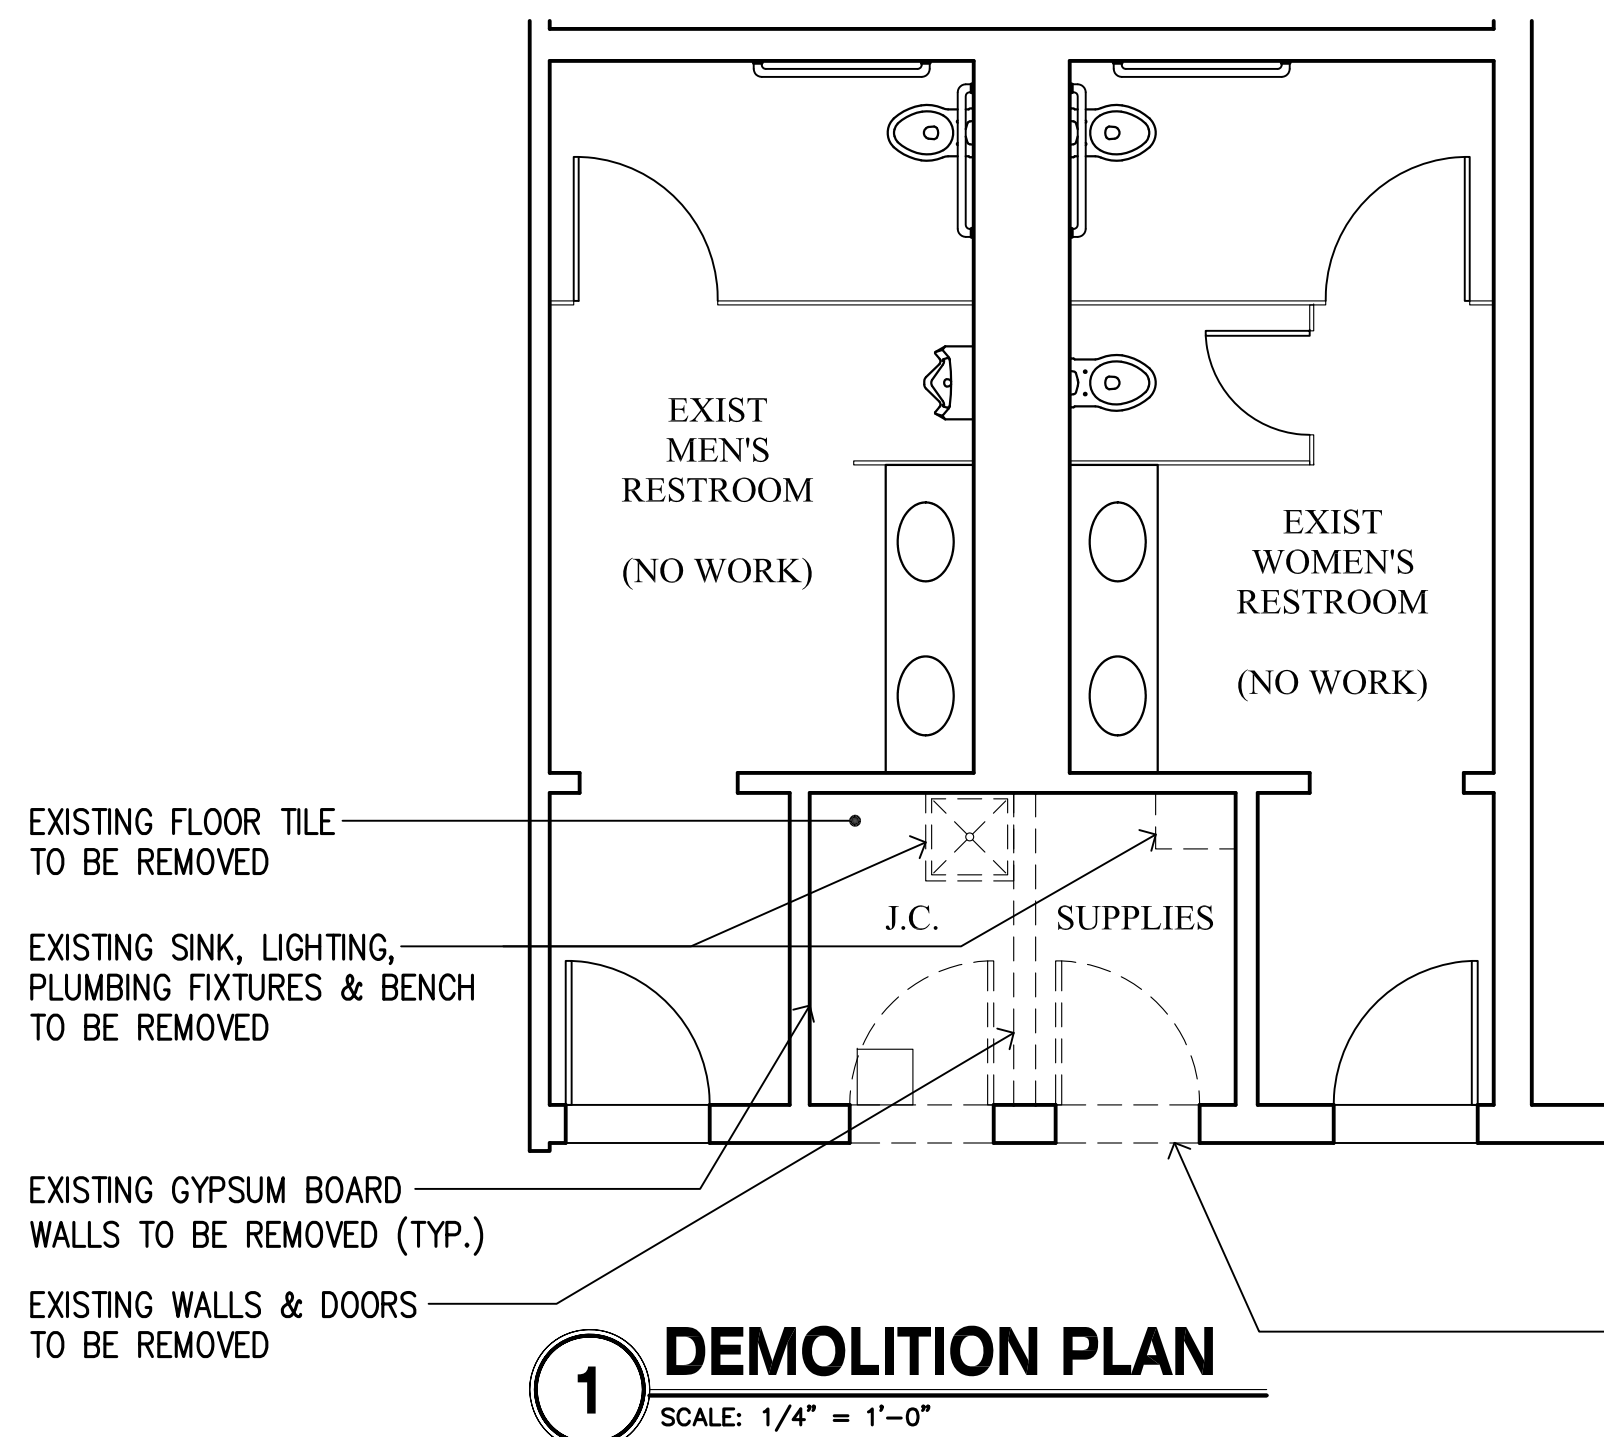 EXIST
MEN'S
RESTROOM
(NO WORK)
EXIST
WOMEN'S
RESTROOM
(NO WORK)
EXISTING FLOOR TILE
TO BE REMOVED
J.C.
SUPPLIES
EXISTING SINK, LIGHTING,
PLUMBING FIXTURES & BENCH
TO BE REMOVED
EXISTING GYPSUM BOARD
WALLS TO BE REMOVED (TYP.)
EXISTING WALLS & DOORS
TO BE REMOVED
1
DEMOLITION PLAN
SCALE: 1/4" = 1'-0"